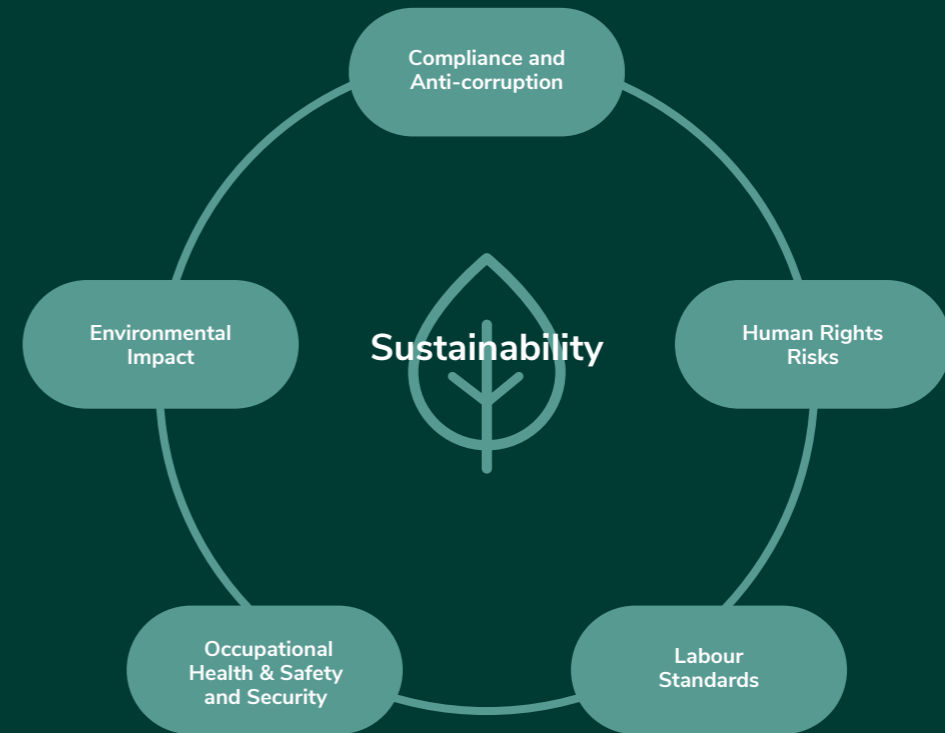 Compliance and
Anti-corruption
Environmental
Impact
Sustainability
Human Rights
Risks
Occupational
Health & Safety
and Security
Labour
Standards